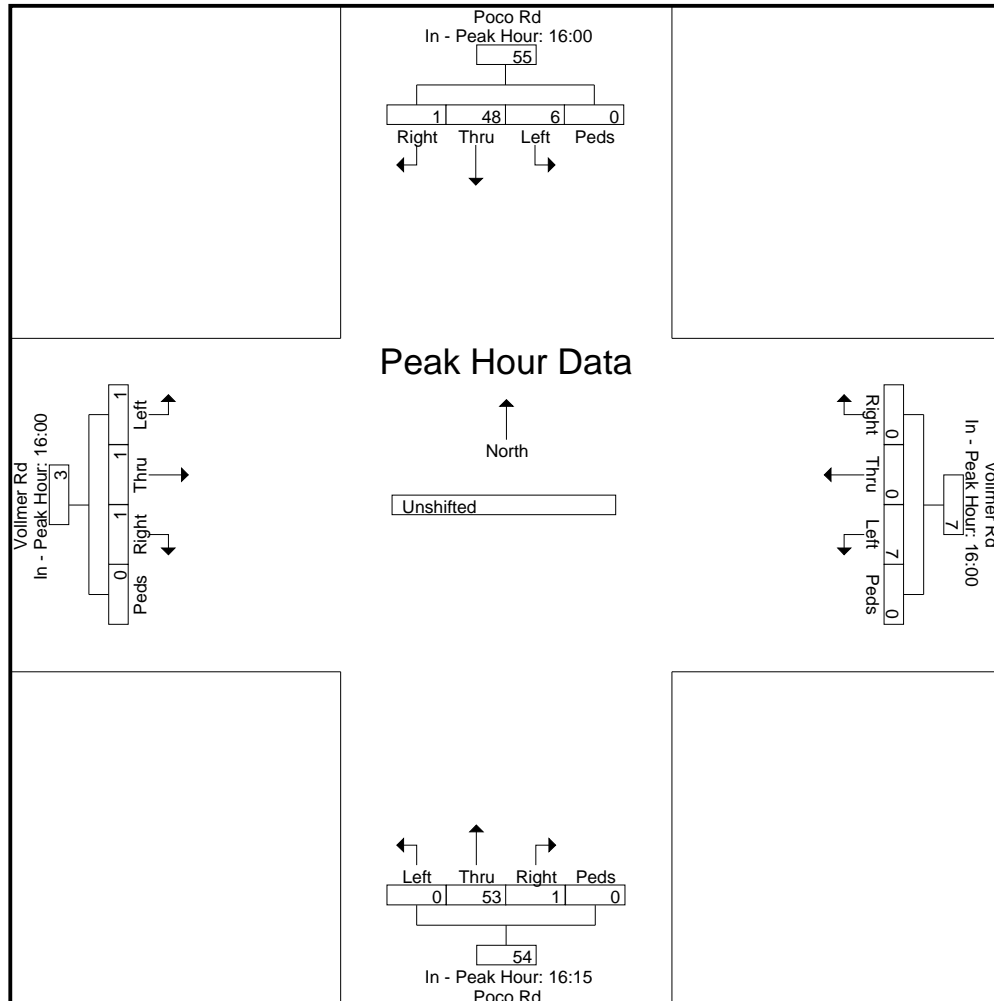 Poco Rd
In - Peak Hour: 16:00
55
1 48 6 0
Right Thru Left Peds
Peak Hour Data
North
Unshifted
Vollmer Rd
In - Peak Hour: 16:00
3
1 1 1 0
Left Thru Right Peds
Right Thru Left Peds
0 0 7 0
7
In - Peak Hour: 16:00
Vollmer Rd
Left Thru Right Peds
0 53 1 0
54
In - Peak Hour: 16:15
Poco Rd